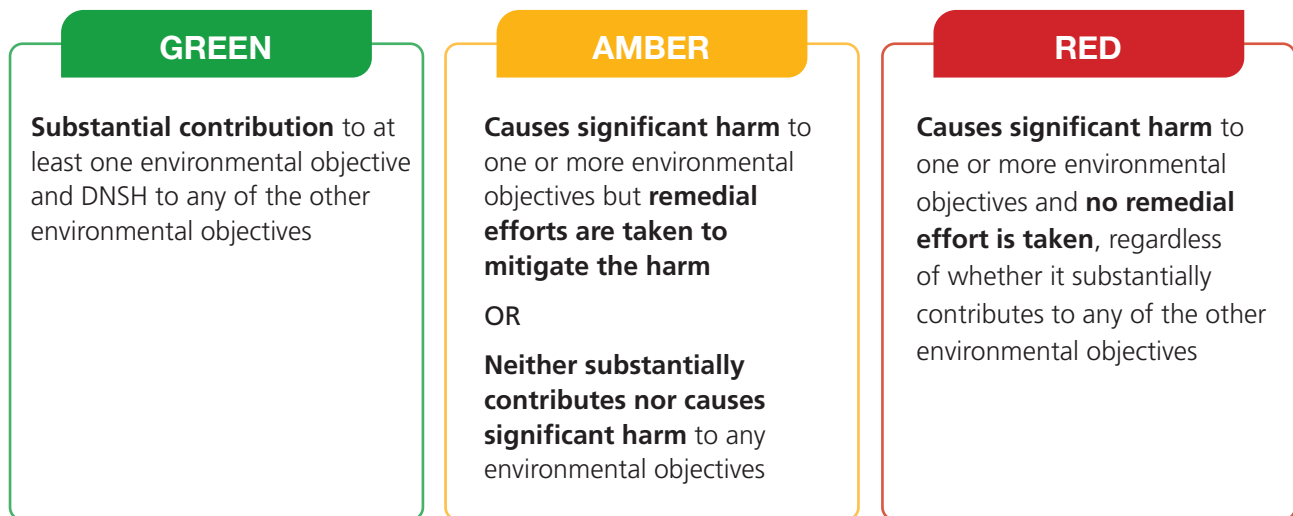 GREEN
Substantial contribution to at
least one environmental objective
and DNSH to any of the other
environmental objectives
AMBER
Causes significant harm to
one or more environmental
objectives but remedial
efforts are taken to
mitigate the harm
OR
Neither substantially
contributes nor causes
significant harm to any
environmental objectives
RED
Causes significant harm to
one or more environmental
objectives and no remedial
effort is taken, regardless
of whether it substantially
contributes to any of the other
environmental objectives